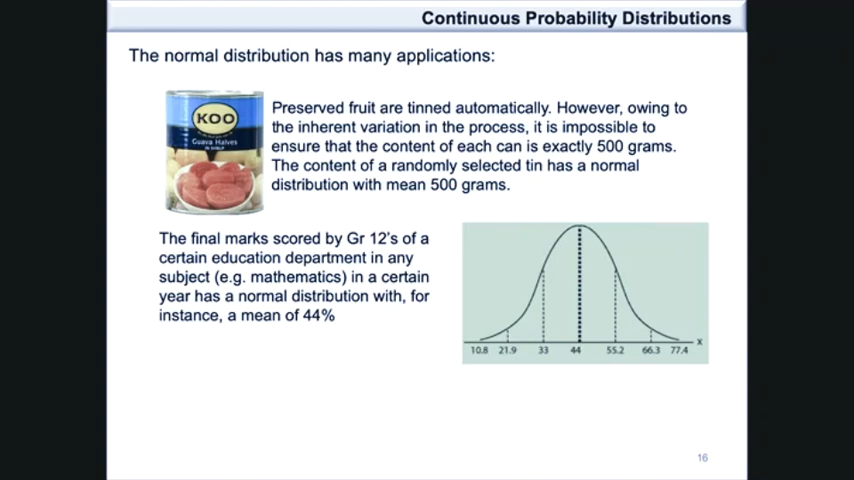 Continuous Probability Distributions
The normal distribution has many applications:
KOO
Guava Halves
IN SYRUP
Preserved fruit are tinned automatically. However, owing to
the inherent variation in the process, it is impossible to
ensure that the content of each can is exactly 500 grams.
The content of a randomly selected tin has a normal
distribution with mean 500 grams.
The final marks scored by Gr 12's of a
certain education department in any
subject (e.g. mathematics) in a certain
year has a normal distribution with, for
instance, a mean of 44%
x
10.8 21.9 33 44 55.2 66.3 77.4
16